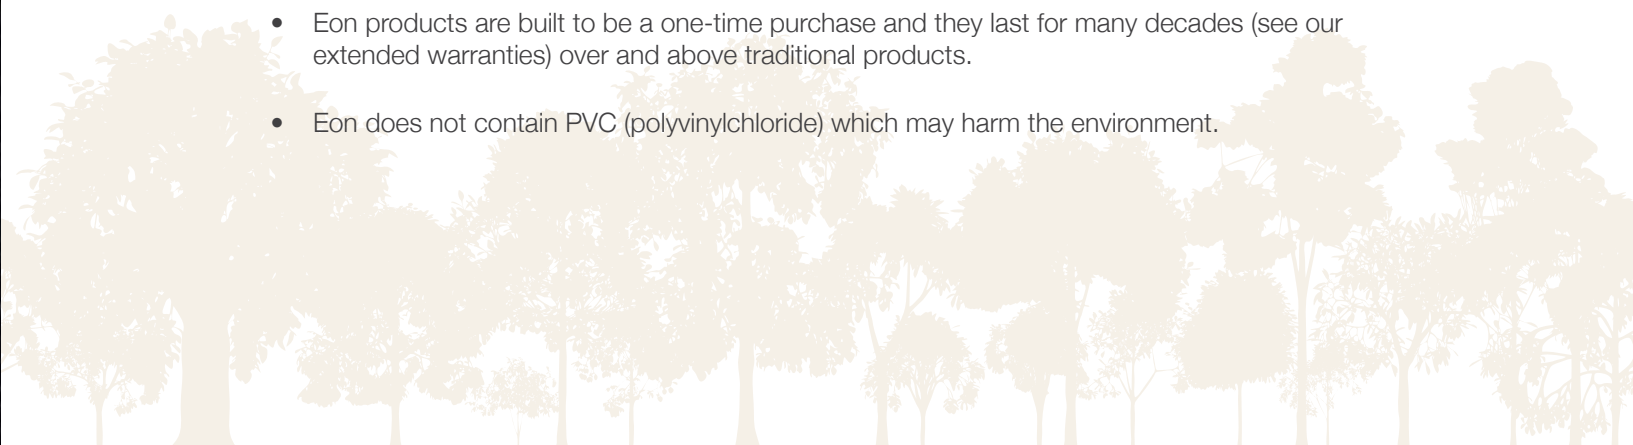 • Eon products are built to be a one-time purchase and they last for many decades (see our
extended warranties) over and above traditional products.
• Eon does not contain PVC (polyvinylchloride) which may harm the environment.